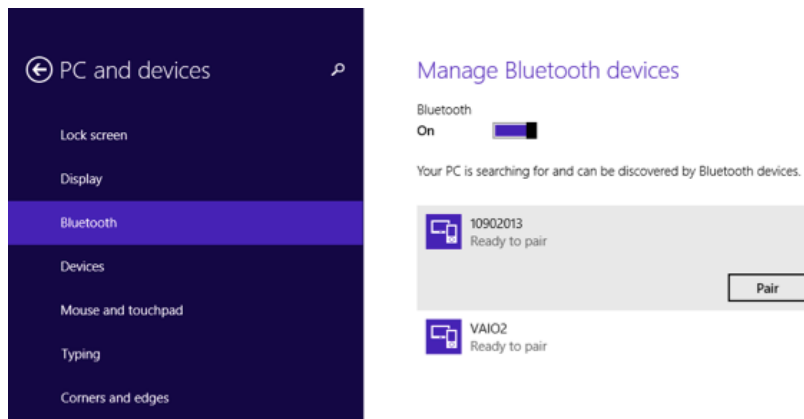 PC and devices
Lock screen
Display
Bluetooth
Devices
Mouse and touchpad
Typing
Corners and edges
Manage Bluetooth devices
Bluetooth
On
Your PC is searching for and can be discovered by Bluetooth devices.
10902013
Ready to pair
Pair
VAIO2
Ready to pair